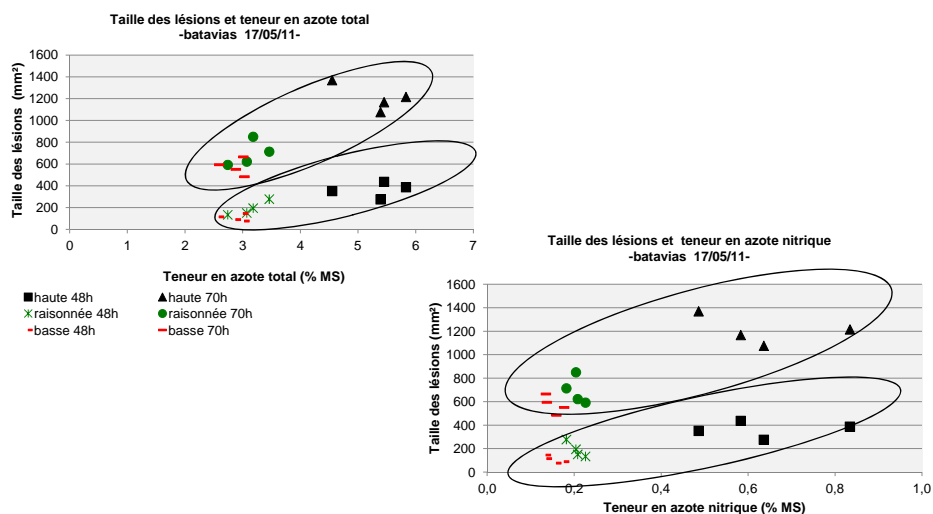 Taille des lésions et teneur en azote total
-batavias 17/05/11-
Taille des lésions (mm²)
1600
1400
1200
1000
800
600
400
200
0
0 1 2 3 4 5 6 7
Teneur en azote total (% MS)
haute 48h haute 70h
raisonnée 48h raisonnée 70h
basse 48h basse 70h
Taille des lésions et teneur en azote nitrique
-batavias 17/05/11-
Taille des lésions (mm²)
1600
1400
1200
1000
800
600
400
200
0
0,0 0,2 0,4 0,6 0,8 1,0
Teneur en azote nitrique (% MS)